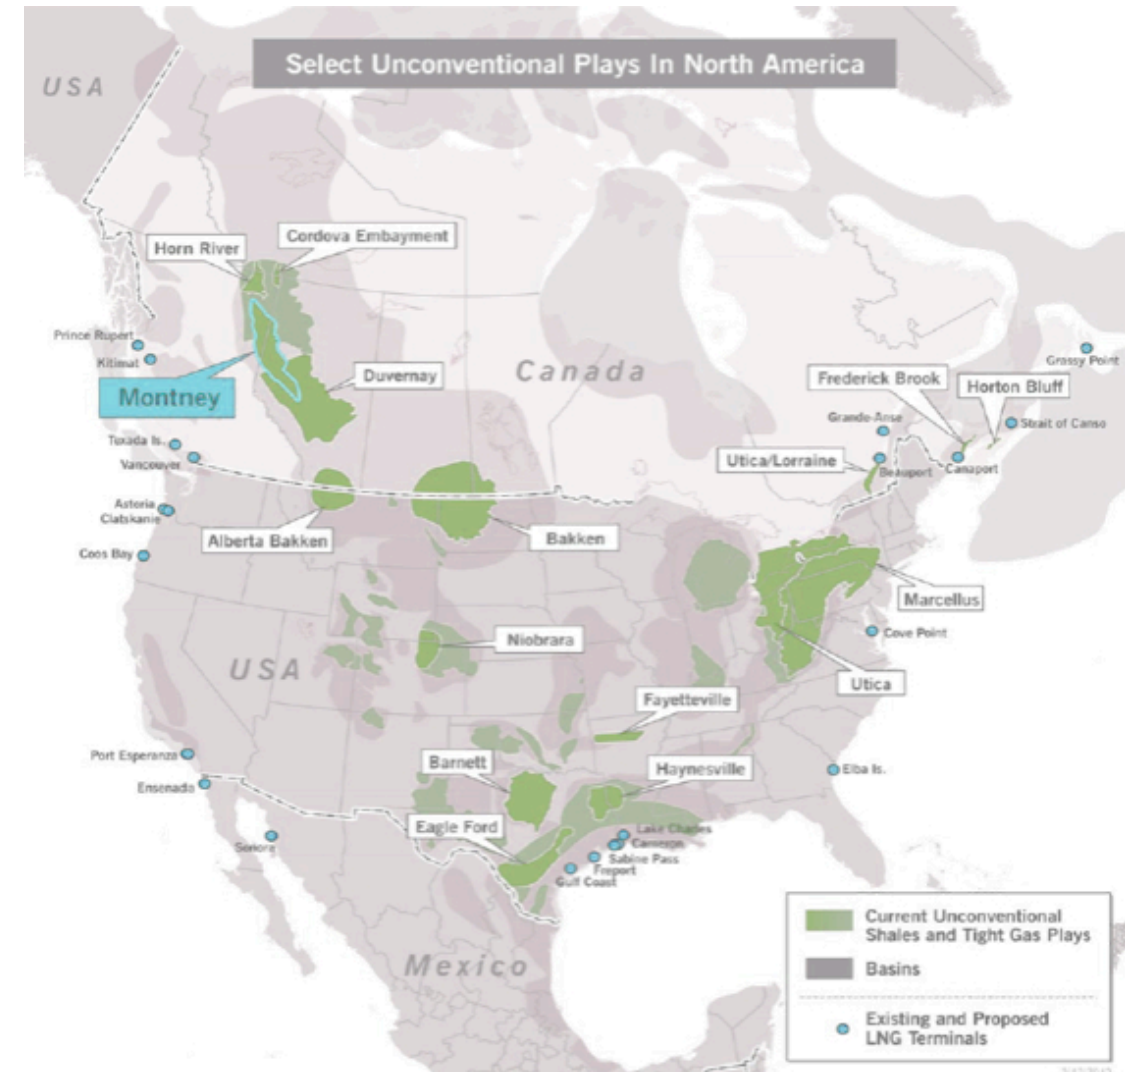 Select Unconventional Plays In North America
USA
Cordova Embayment
Horn River
Prince Rupert
Kitimat
Montney
Duvernay
Canada
Grassy Point
Frederick Brook
Horton Bluff
Grande-Anse
Strait of Canso
Texada Is.
Vancouver
Utica/Lorraine
Beauport
Canaport
Astoria
Clatskanie
Alberta Bakken
Bakken
Coos Bay
Marcellus
Cove Point
Niobrara
USA
Utica
Fayetteville
Port Esperanza
Barnett
Haynesville
Elba Is.
Ensenada
Eagle Ford
Lake Charles
Cameron
Sonora
Sabine Pass
Freport
Gulf Coast
Mexico
Current Unconventional
Shales and Tight Gas Plays
Basins
Existing and Proposed
LNG Terminals